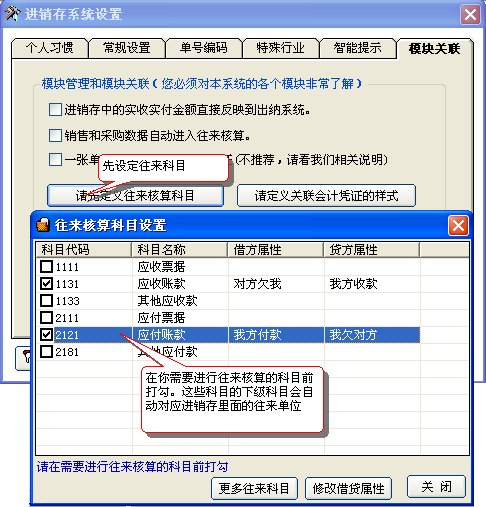 进销存系统设置
个人习惯 常规设置 单号编码 特殊行业 智能提示 模块关联
模块管理和模块关联(您必须对本系统的各个模块非常了解)
进销存中的实收实付金额直接反映到出纳系统。
销售和采购数据自动进入往来核算。
一张单
(不推荐，请看我们相关说明)
先设定往来科目
请先定义往来核算科目 请定义关联会计凭证的样式
往来核算科目设置
科目代码 科目名称 借方属性 贷方属性
1111 应收票据
1131 应收账款 对方欠我 我方收款
1133 其他应收款
2111 应付票据
2121 应付账款 我方付款 我欠对方
2181 其他应付款
在你需要进行往来核算的科目前
打勾。这些科目的下级科目会自
动对应进销存里面的往来单位
请在需要进行往来核算的科目前打勾
更多往来科目 修改借贷属性 关 闭